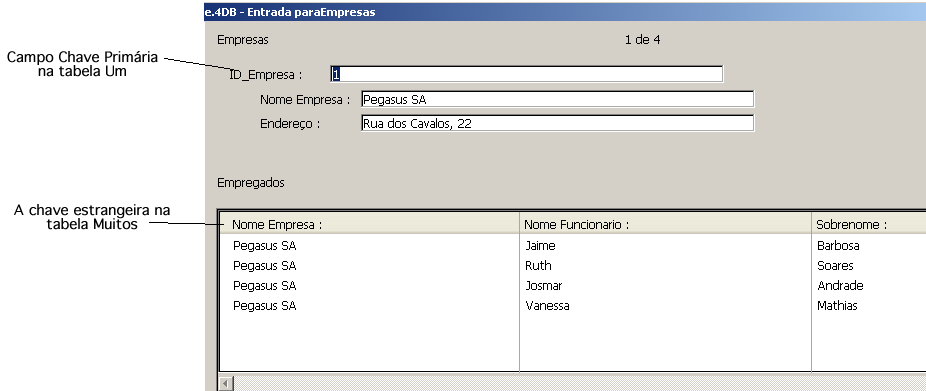 e.4DB - Entrada paraEmpresas
Empresas 1 de 4
Campo Chave Primária
na tabela Um
ID_Empresa : 1
Nome Empresa : Pegasus SA
Endereço : Rua dos Cavalos, 22
Empregados
A chave estrangeira na
tabela Muitos
Nome Empresa : Nome Funcionario : Sobrenome :
Pegasus SA Jaime Barbosa
Pegasus SA Ruth Soares
Pegasus SA Josmar Andrade
Pegasus SA Vanessa Mathias